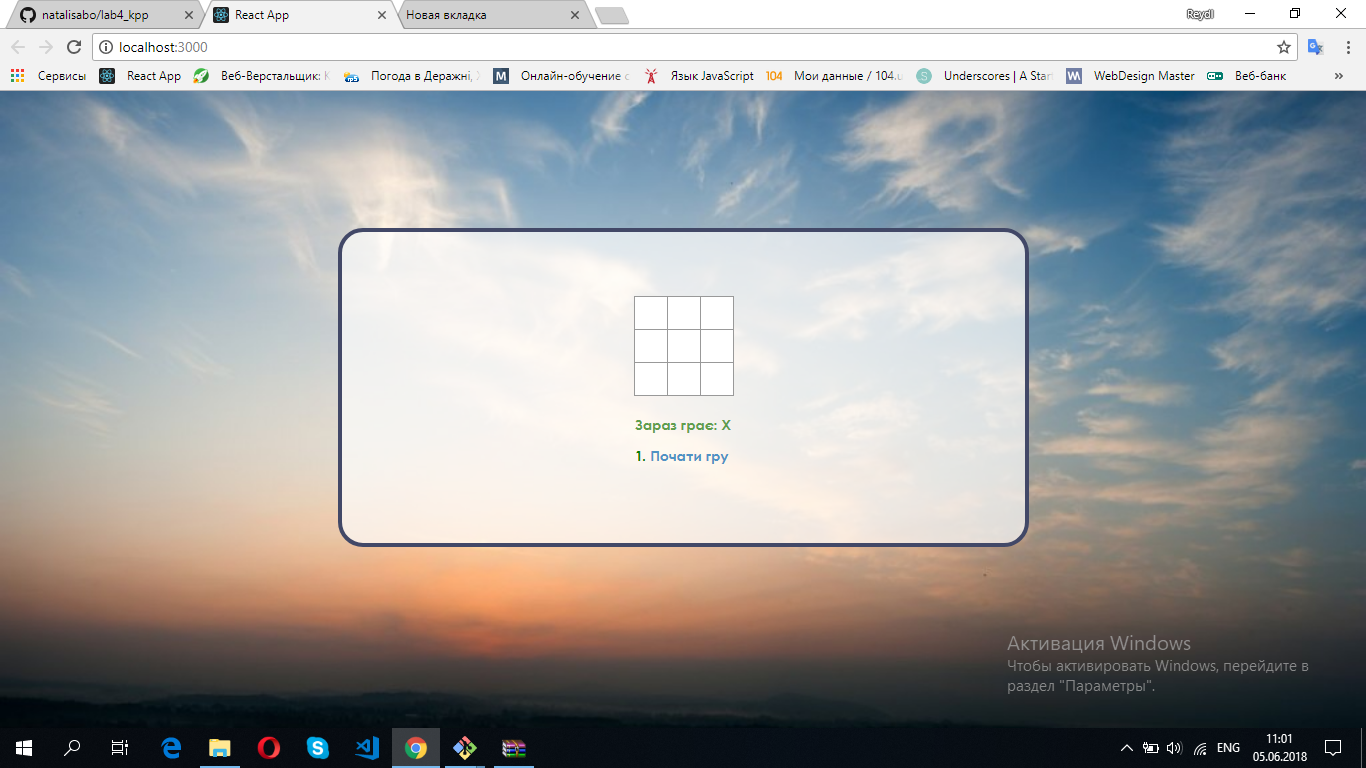 natalisabo/lab4_kpp
React App
Новая вкладка
Reydl
localhost:3000
Сервисы
React App
Веб-Верстальщик:
Погода в Деражні,
Онлайн-обучение
Язык JavaScript
104
Мои данные / 104.u
S
Underscores | A Star
W
WebDesign Master
Веб-банк
Зараз грає: X
1. Почати гру
Активация Windows
Чтобы активировать Windows, перейдите в
раздел "Параметры".
ENG
11:01
05.06.2018